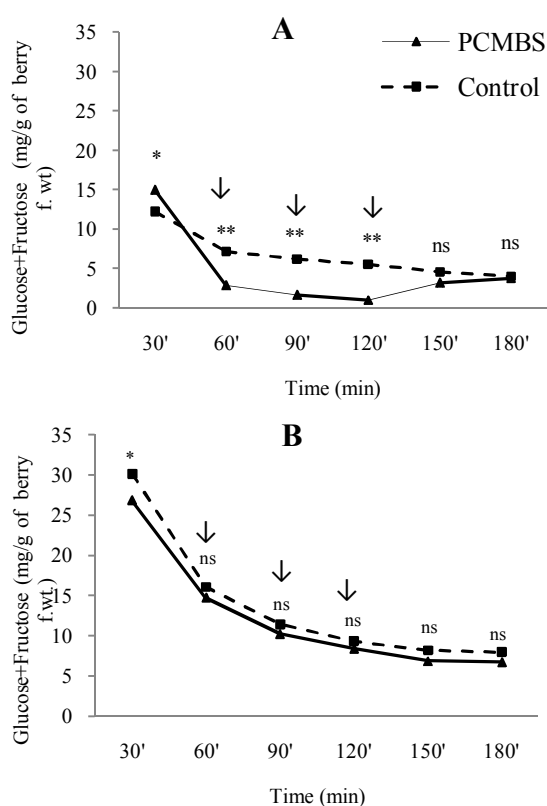 A
PCMBS
Control
Glucose+Fructose (mg/g of berry
f. wt)
35
30
25
20
15
10
5
0
*
**
**
**
ns
ns
30' 60' 90' 120' 150' 180'
Time (min)
B
Glucose+Fructose (mg/g of berry
f.wt.)
35
30
25
20
15
10
5
0
*
ns
ns
ns
ns
ns
30' 60' 90' 120' 150' 180'
Time (min)